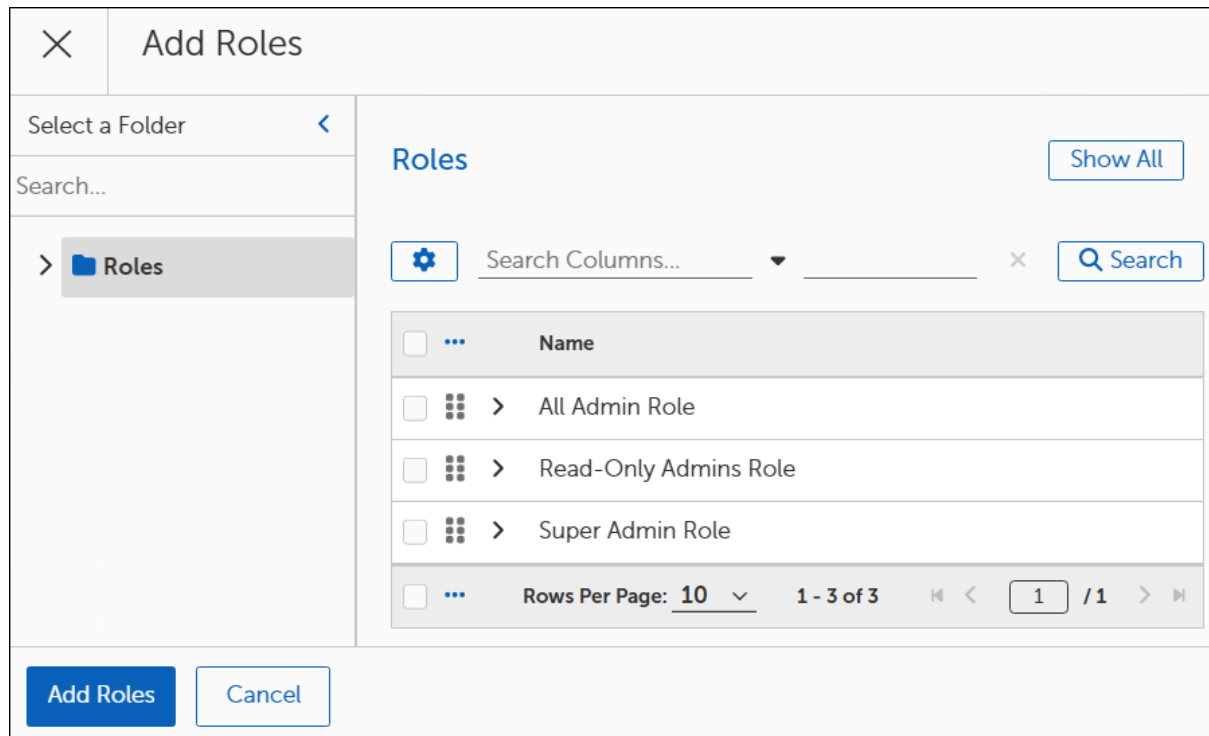 Add Roles
Select a Folder
Search...
Roles
Roles
Show All
Search Columns...
Search
Name
All Admin Role
Read-Only Admins Role
Super Admin Role
Rows Per Page: 10 1 - 3 of 3 1 / 1
Add Roles Cancel